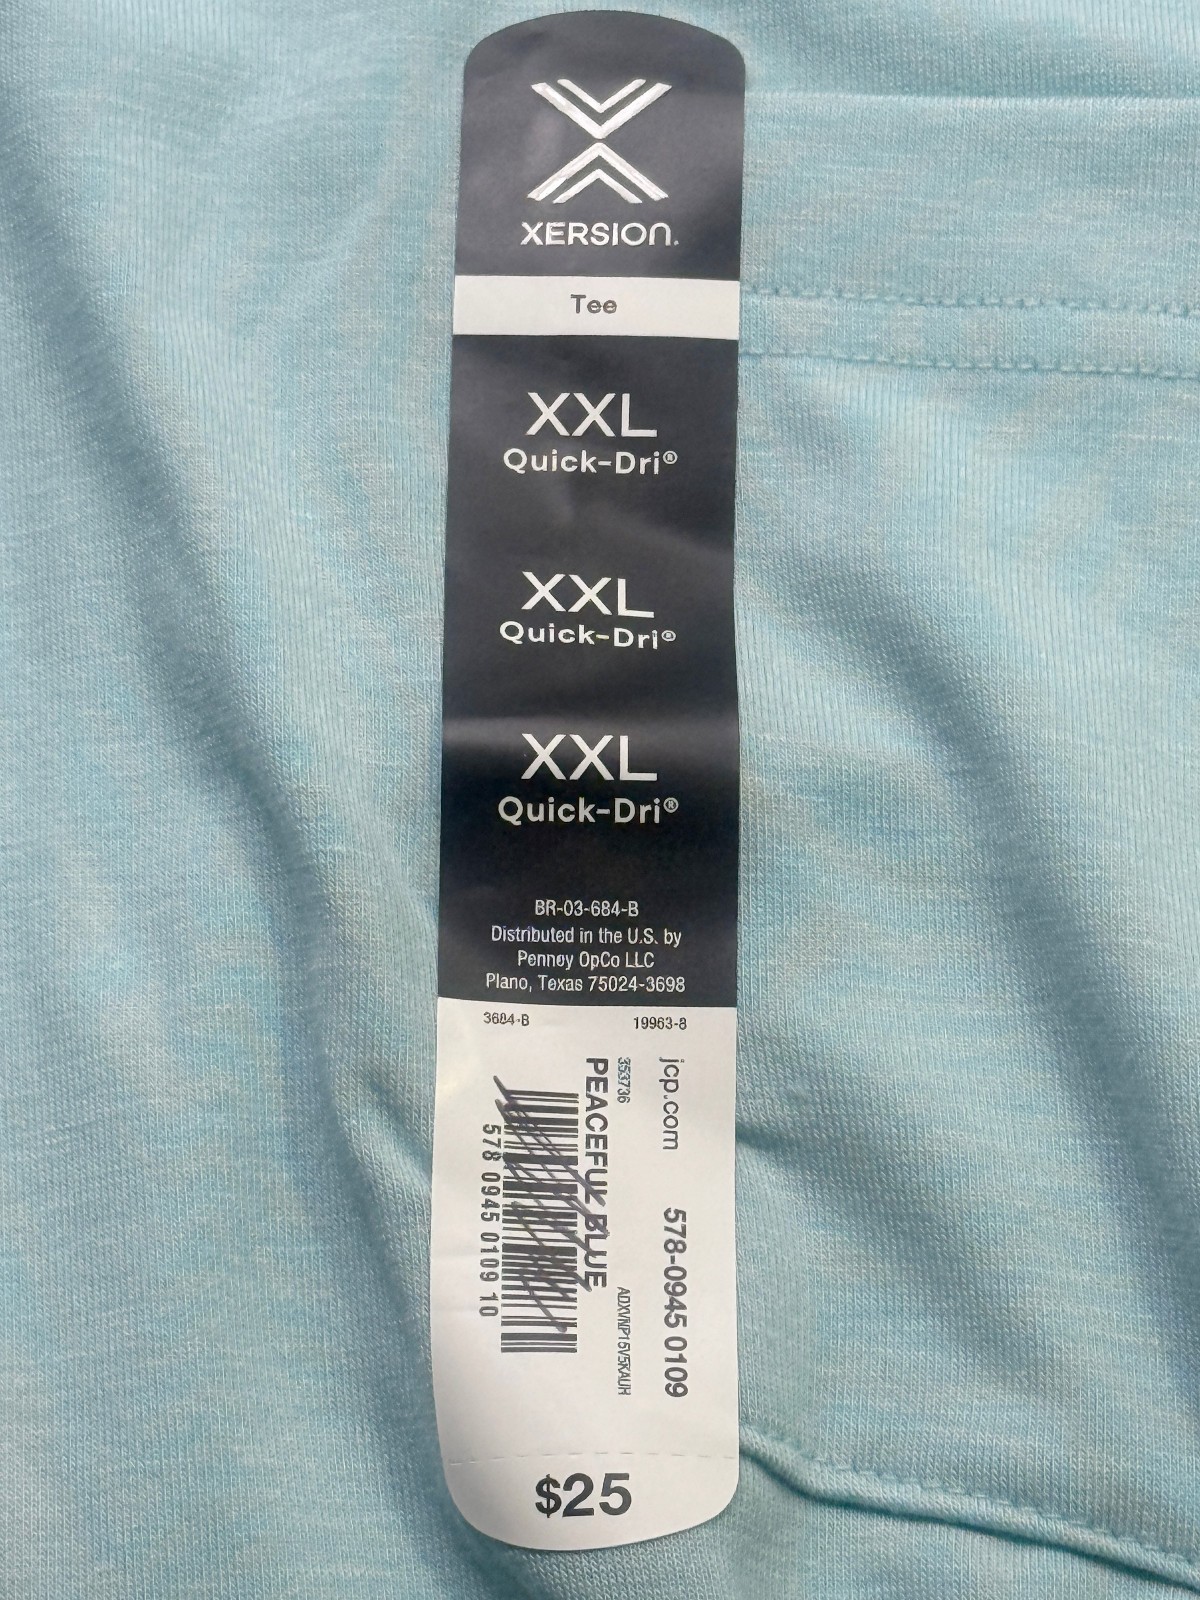 XERSION.
Tee
XXL
Quick-Dri®
XXL
Quick-Dri®
XXL
Quick-Dri®
BR-03-684-B
Distributed in the U.S. by
Penney OpCo LLC
Plano, Texas 75024-3698
3684-B 19963-8
jcp.com 578-0945 0109
353736 ADXVNP15V5KAUH
PEACEFUL BLUE
578 0945 0109 10
$25